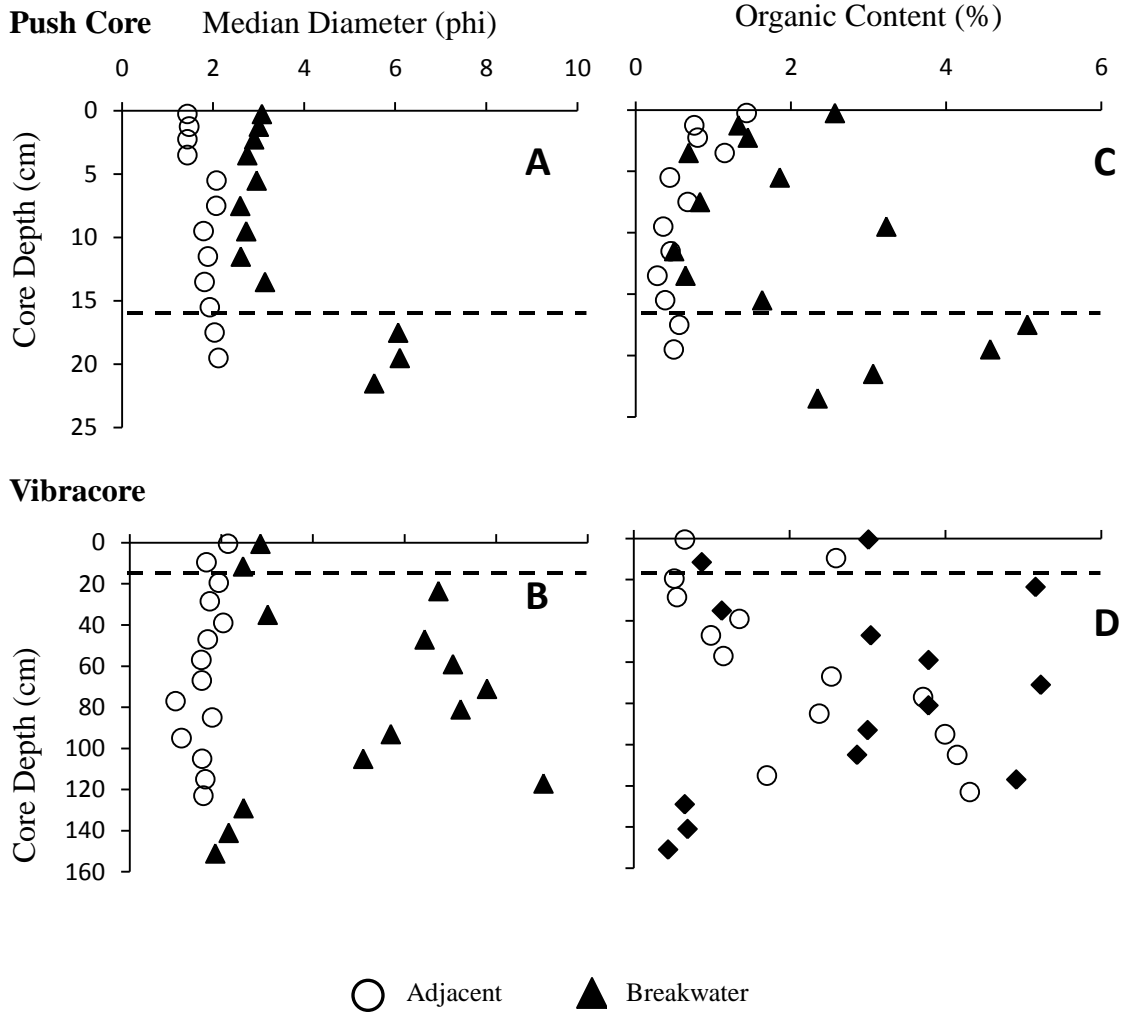 Push Core Median Diameter (phi) Organic Content (%)
0 2 4 6 8 10 0 2 4 6
0
5
10
15
20
25
Core Depth (cm)
A
C
Vibracore
0
20
40
60
80
100
120
140
160
Core Depth (cm)
B
D
Adjacent Breakwater